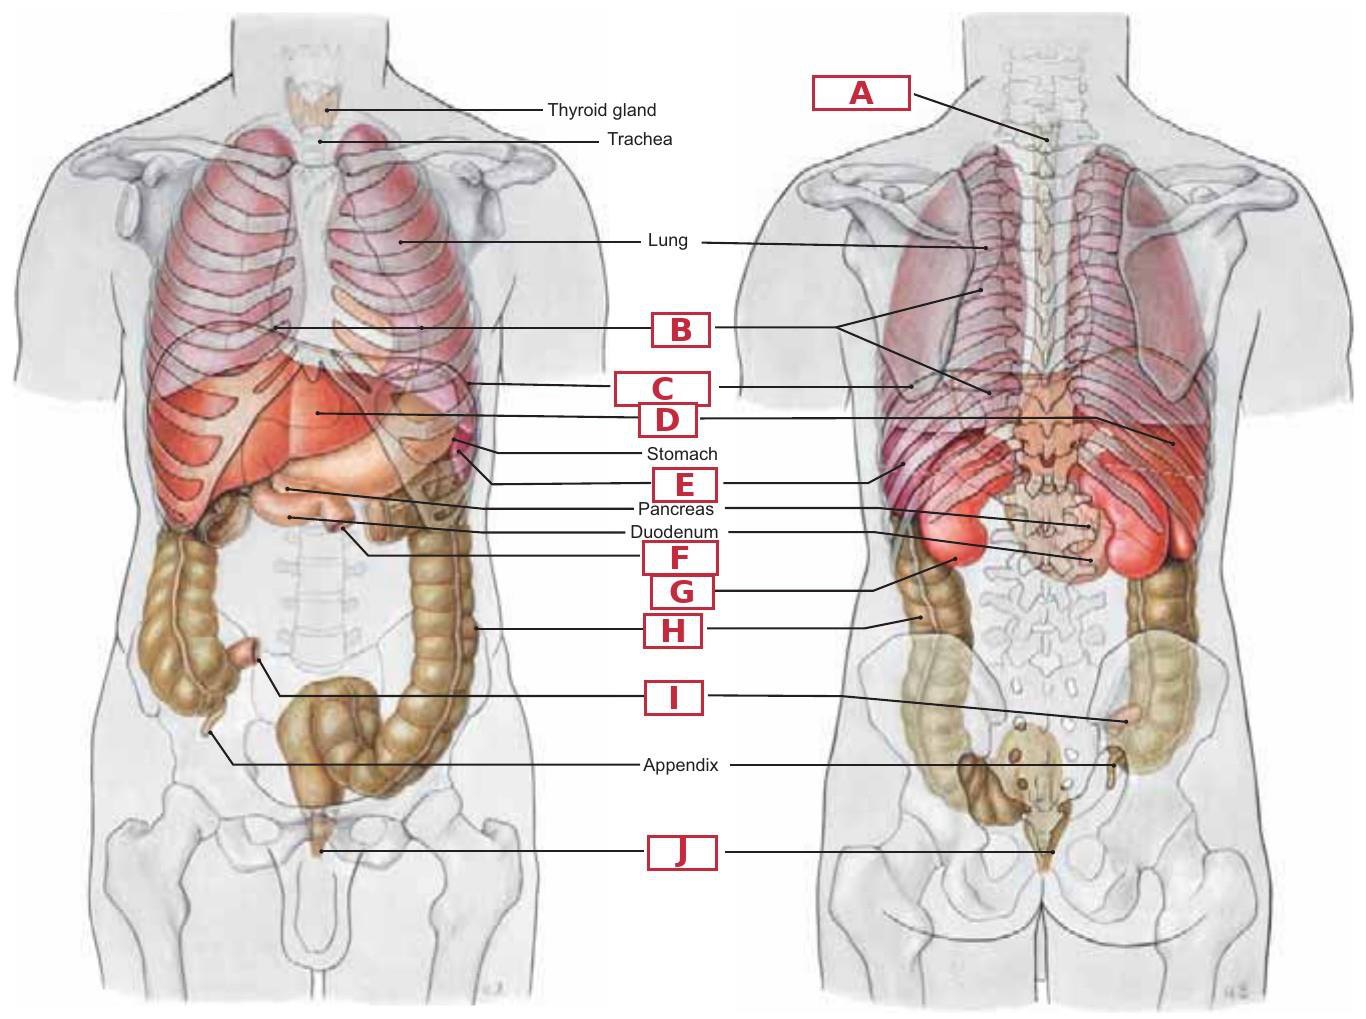 A
Thyroid gland
Trachea
Lung
B
C
D
Stomach
E
Pancreas
Duodenum
F
G
H
I
Appendix
J